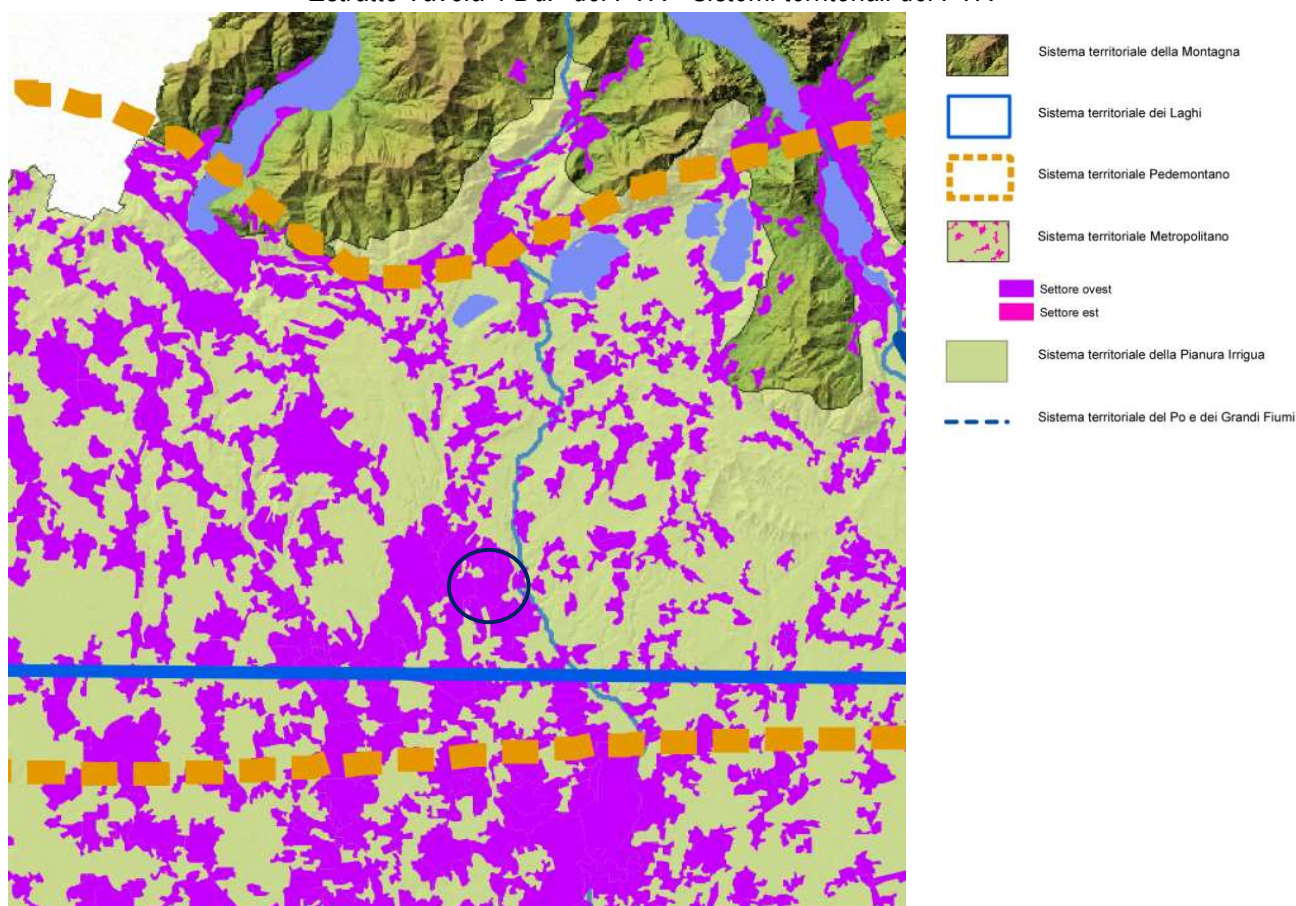 Sistema territoriale della Montagna
Sistema territoriale dei Laghi
Sistema territoriale Pedemontano
Sistema territoriale Metropolitano
Settore ovest
Settore est
Sistema territoriale della Pianura Irrigua
Sistema territoriale del Po e dei Grandi Fiumi